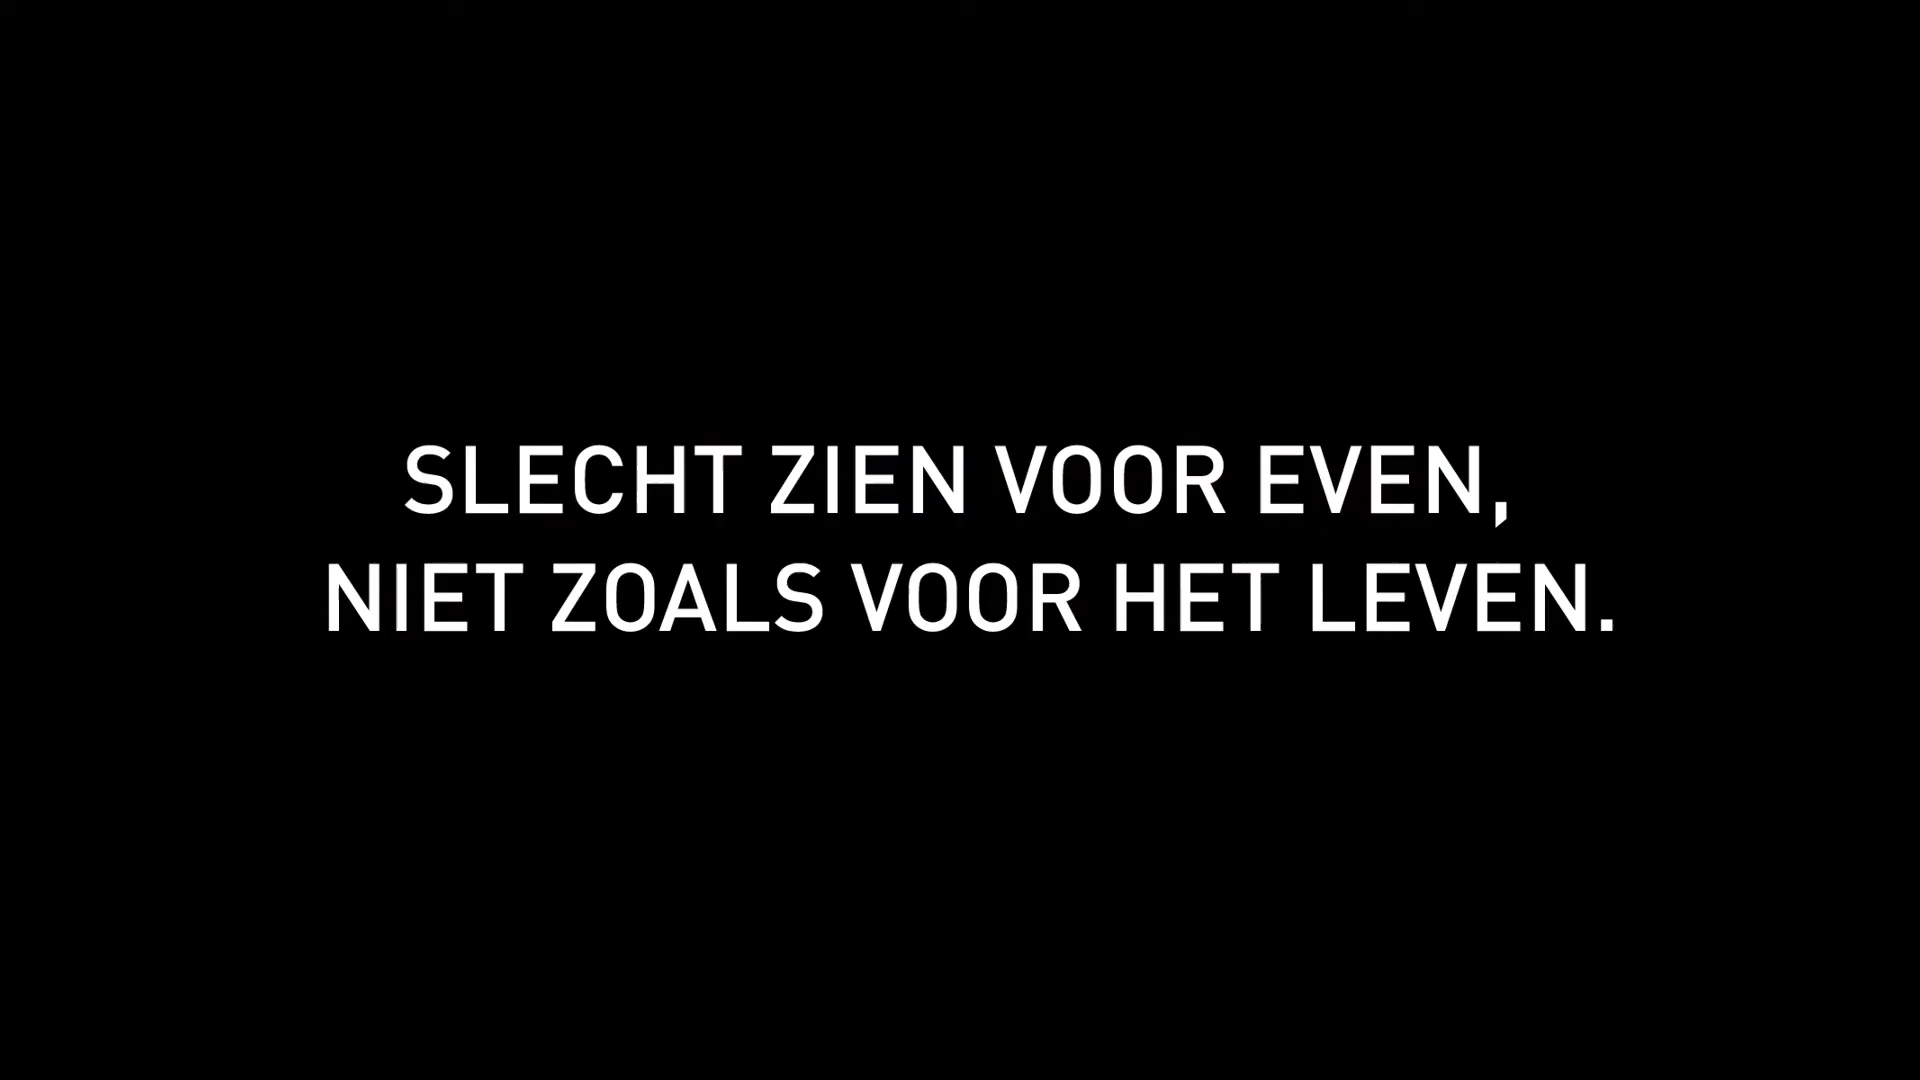 SLECHT ZIEN VOOR EVEN,
NIET ZOALS VOOR HET LEVEN.